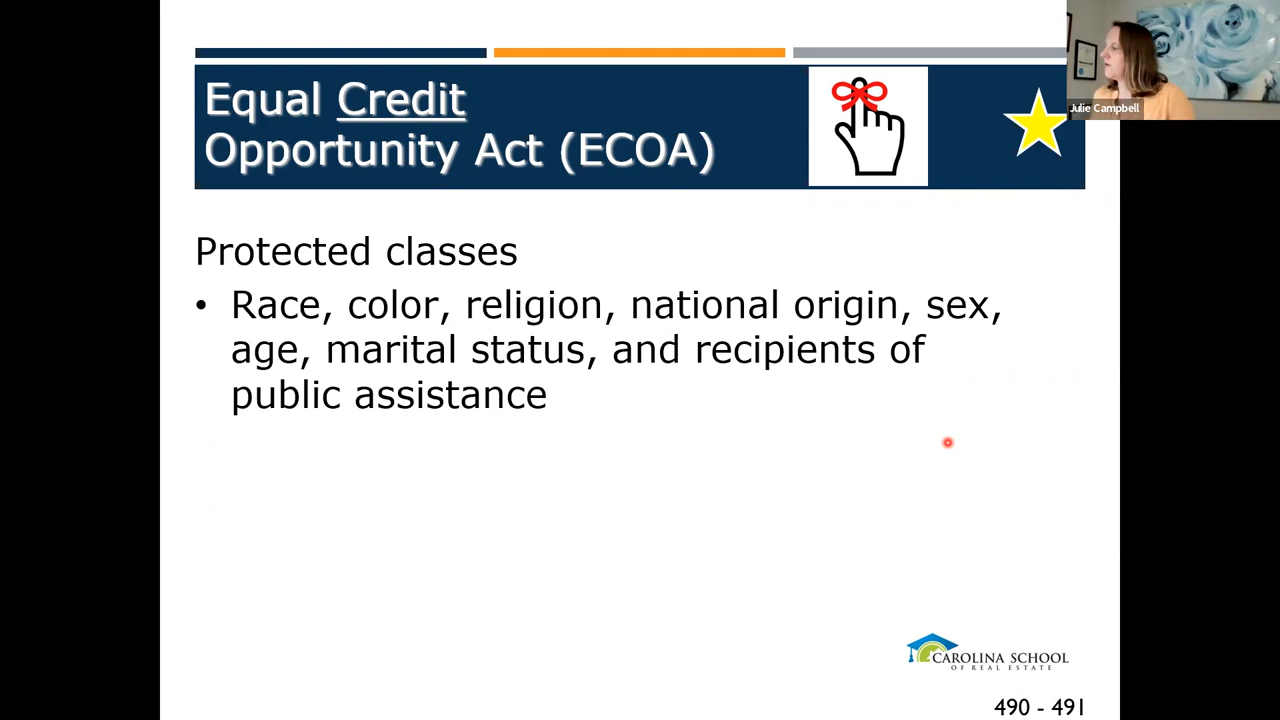 Equal Credit
Opportunity Act (ECOA)
Julie Campbell
Protected classes
• Race, color, religion, national origin, sex,
age, marital status, and recipients of
public assistance
CAROLINA SCHOOL
OF REAL ESTATE
490 - 491